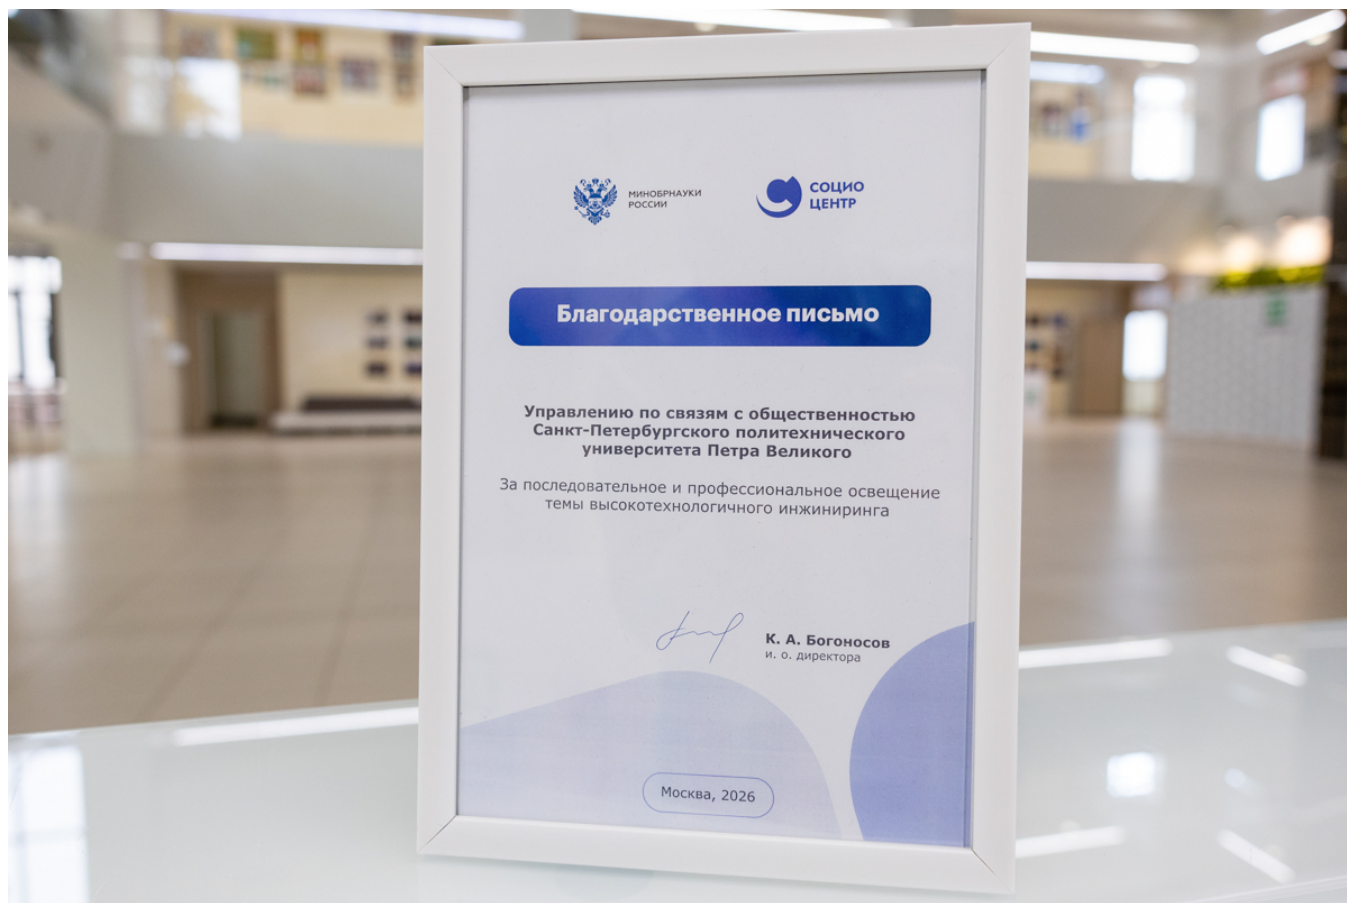 МИНОБРНАУКИ
РОССИИ
СОЦИО
ЦЕНТР
Благодарственное письмо
Управлению по связям с общественностью
Санкт-Петербургского политехнического
университета Петра Великого
За последовательное и профессиональное освещение
темы высокотехнологичного инжиниринга
К. А. Богоносов
и. о. директора
Москва, 2026